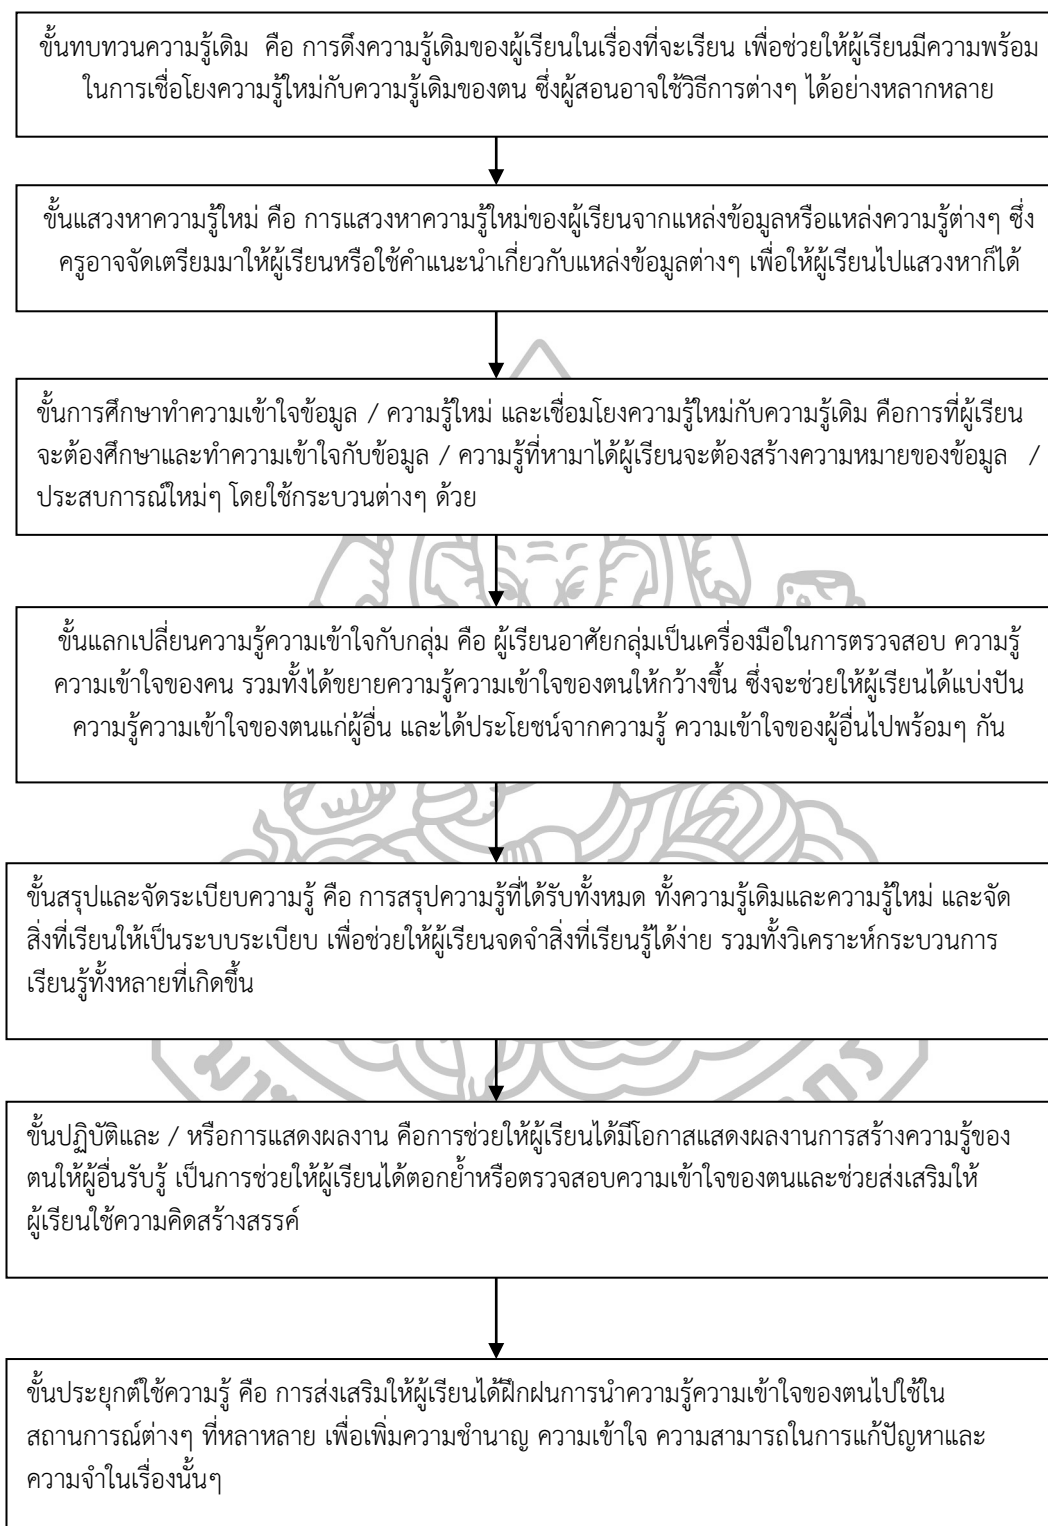 ขั้นทบทวนความรู้เดิม  คือ การดึงความรู้เดิมของผู้เรียนในเรื่องที่จะเรียน เพื่อช่วยให้ผู้เรียนมีความพร้อม
ในการเชื่อโยงความรู้ใหม่กับความรู้เดิมของตน ซึ่งผู้สอนอาจใช้วิธีการต่างๆ ได้อย่างหลากหลาย
ขั้นแสวงหาความรู้ใหม่ คือ การแสวงหาความรู้ใหม่ของผู้เรียนจากแหล่งข้อมูลหรือแหล่งความรู้ต่างๆ ซึ่ง
ครูอาจจัดเตรียมมาให้ผู้เรียนหรือใช้คำแนะนำเกี่ยวกับแหล่งข้อมูลต่างๆ เพื่อให้ผู้เรียนไปแสวงหาก็ได้
ขั้นการศึกษาทำความเข้าใจข้อมูล / ความรู้ใหม่ และเชื่อมโยงความรู้ใหม่กับความรู้เดิม คือการที่ผู้เรียน
จะต้องศึกษาและทำความเข้าใจกับข้อมูล / ความรู้ที่หามาได้ผู้เรียนจะต้องสร้างความหมายของข้อมูล  /
ประสบการณ์ใหม่ๆ โดยใช้กระบวนต่างๆ ด้วย
ขั้นแลกเปลี่ยนความรู้ความเข้าใจกับกลุ่ม คือ ผู้เรียนอาศัยกลุ่มเป็นเครื่องมือในการตรวจสอบ ความรู้
ความเข้าใจของคน รวมทั้งได้ขยายความรู้ความเข้าใจของตนให้กว้างขึ้น ซึ่งจะช่วยให้ผู้เรียนได้แบ่งปัน
ความรู้ความเข้าใจของตนแก่ผู้อื่น และได้ประโยชน์จากความรู้ ความเข้าใจของผู้อื่นไปพร้อมๆ กัน
ขั้นสรุปและจัดระเบียบความรู้ คือ การสรุปความรู้ที่ได้รับทั้งหมด ทั้งความรู้เดิมและความรู้ใหม่ และจัด
สิ่งที่เรียนให้เป็นระบบระเบียบ เพื่อช่วยให้ผู้เรียนจดจำสิ่งที่เรียนรู้ได้ง่าย รวมทั้งวิเคราะห์กระบวนการ
เรียนรู้ทั้งหลายที่เกิดขึ้น
ขั้นปฏิบัติและ / หรือการแสดงผลงาน คือการช่วยให้ผู้เรียนได้มีโอกาสแสดงผลงานการสร้างความรู้ของ
ตนให้ผู้อื่นรับรู้ เป็นการช่วยให้ผู้เรียนได้ตอกย้ำหรือตรวจสอบความเข้าใจของตนและช่วยส่งเสริมให้
ผู้เรียนใช้ความคิดสร้างสรรค์
ขั้นประยุกต์ใช้ความรู้ คือ การส่งเสริมให้ผู้เรียนได้ฝึกฝนการนำความรู้ความเข้าใจของตนไปใช้ใน
สถานการณ์ต่างๆ ที่หลาหลาย เพื่อเพิ่มความชำนาญ ความเข้าใจ ความสามารถในการแก้ปัญหาและ
ความจำในเรื่องนั้นๆ